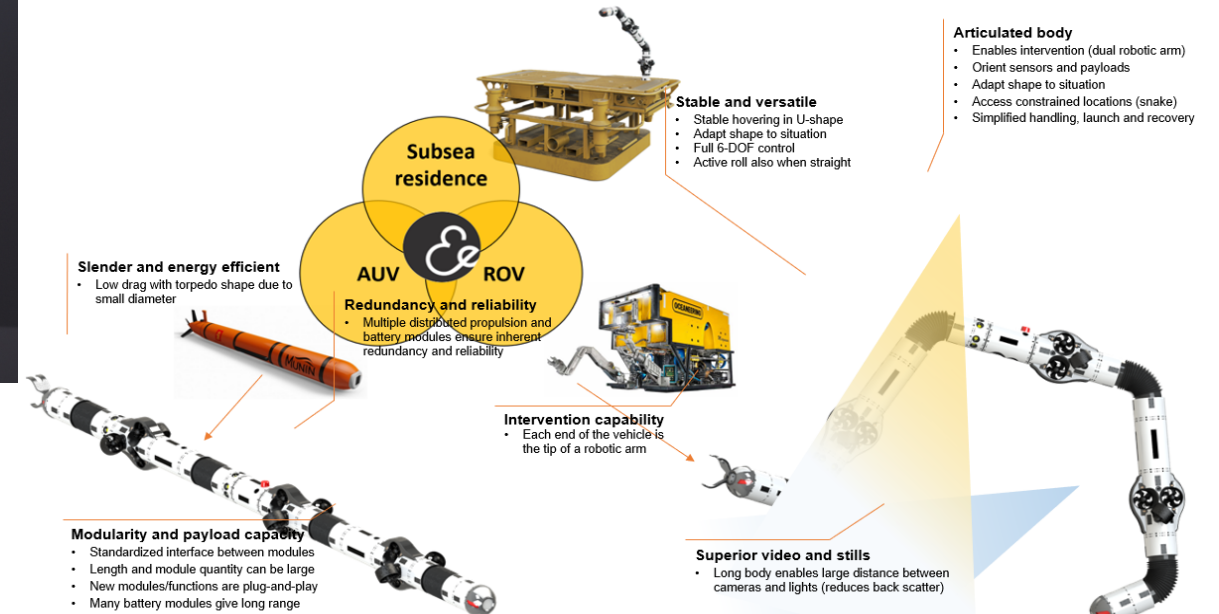 Articulated body
• Enables intervention (dual robotic arm)
• Orient sensors and payloads
• Adapt shape to situation
• Access constrained locations (snake)
• Simplified handling, launch and recovery
Stable and versatile
• Stable hovering in U-shape
• Adapt shape to situation
• Full 6-DOF control
• Active roll also when straight
Subsea
residence
AUV
ROV
Slender and energy efficient
• Low drag with torpedo shape due to
small diameter
Redundancy and reliability
• Multiple distributed propulsion and
battery modules ensure inherent
redundancy and reliability
MUNIN
OCEANEERING
Intervention capability
• Each end of the vehicle is
the tip of a robotic arm
Modularity and payload capacity
• Standardized interface between modules
• Length and module quantity can be large
• New modules/functions are plug-and-play
• Many battery modules give long range
Superior video and stills
• Long body enables large distance between
cameras and lights (reduces back scatter)